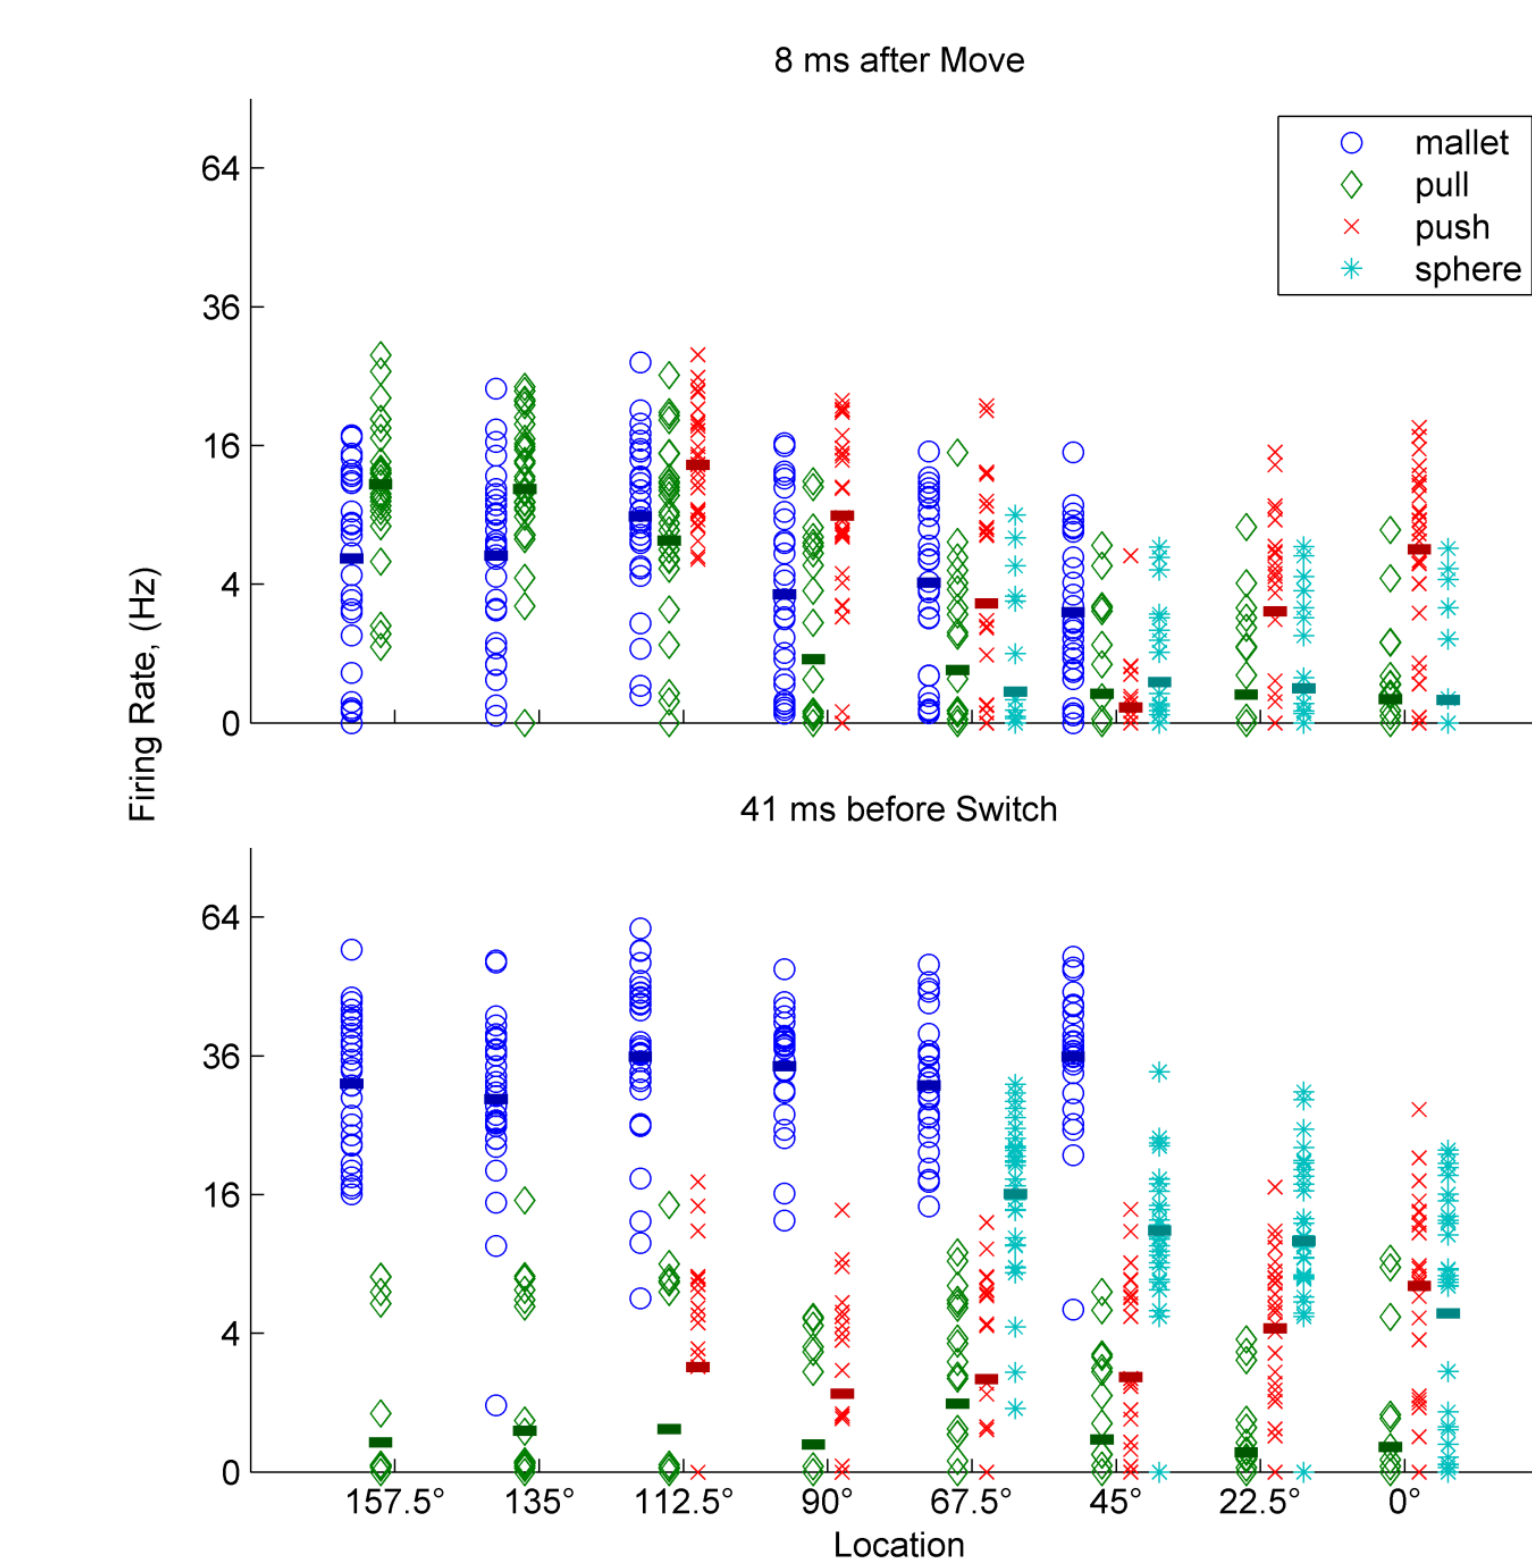 8 ms after Move
mallet
pull
push
sphere
64
36
16
4
0
Firing Rate, (Hz)
41 ms before Switch
64
36
16
4
0
157.5° 135° 112.5° 90° 67.5° 45° 22.5° 0°
Location